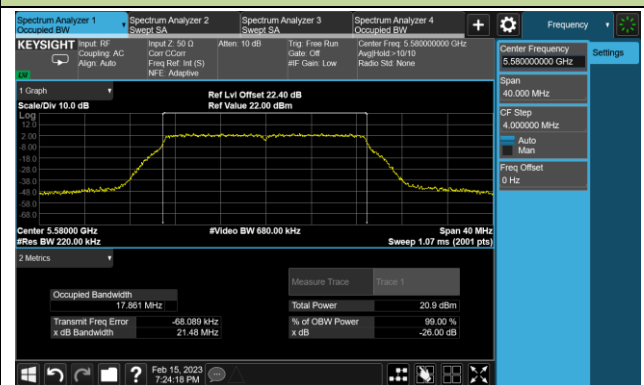 Spectrum Analyzer 1
Occupied BW
Spectrum Analyzer 2
Swept SA
Spectrum Analyzer 3
Swept SA
Spectrum Analyzer 4
Occupied BW
+
Frequency
KEYSIGHT
Input: RF
Coupling: AC
Align: Auto
Input Z: 50 Ω
Corr CCorr
Freq Ref: Int (S)
NFE: Adaptive
Atten: 10 dB
Trig: Free Run
Gate: Off
#IF Gain: Low
Center Freq: 5.580000000 GHz
Avg|Hold:>10/10
Radio Std: None
LW
Center Frequency
5.580000000 GHz
Settings
Span
40.000 MHz
CF Step
4.000000 MHz
Auto
Man
Freq Offset
0 Hz
1 Graph
Scale/Div 10.0 dB
Ref Lvl Offset 22.40 dB
Ref Value 22.00 dBm
Log
12.0
2.00
-8.00
-18.0
-28.0
-38.0
-48.0
-58.0
-68.0
Center 5.58000 GHz
#Res BW 220.00 kHz
#Video BW 680.00 kHz
Span 40 MHz
Sweep 1.07 ms (2001 pts)
2 Metrics
Measure Trace
Trace 1
Occupied Bandwidth
17.861 MHz
Total Power
20.9 dBm
Transmit Freq Error
-68.089 kHz
% of OBW Power
99.00 %
x dB Bandwidth
21.48 MHz
x dB
-26.00 dB
?
Feb 15, 2023
7:24:18 PM